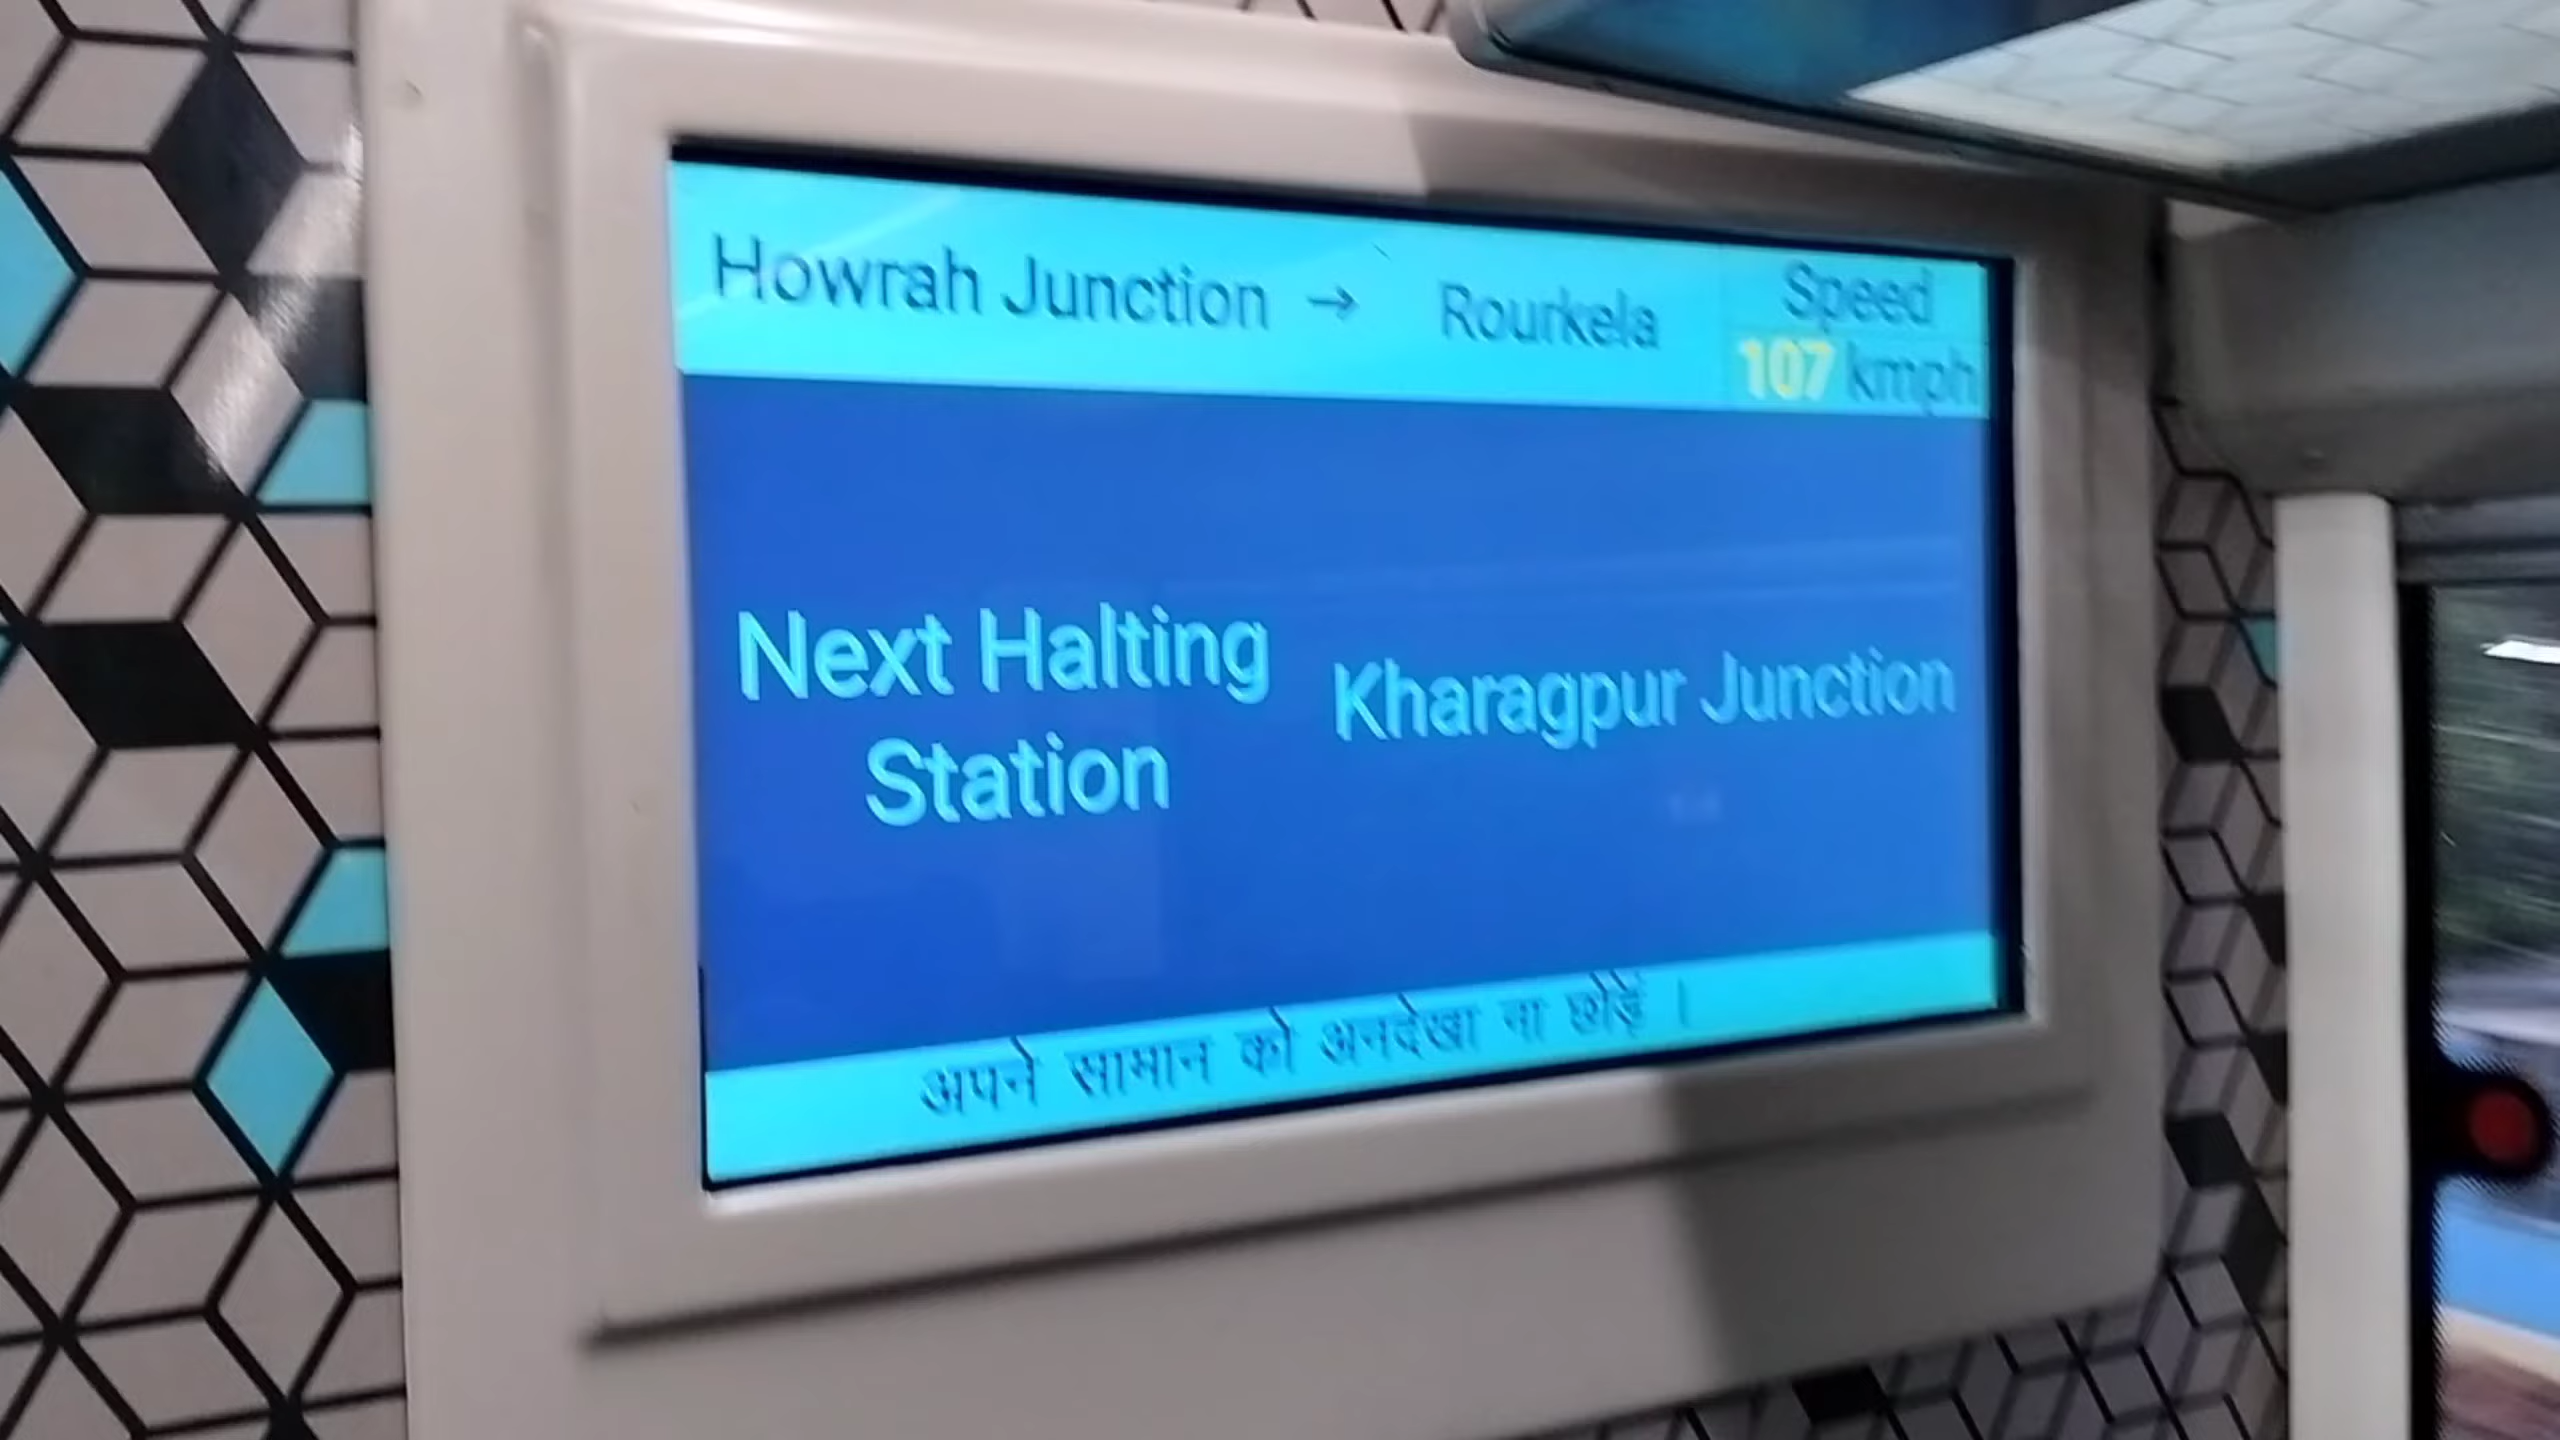 Howrah Junction → Rourkela
Speed
107 kmph
Next Halting
Station
Kharagpur Junction
अपने सामान को अनदेखा ना छोड़ें ।